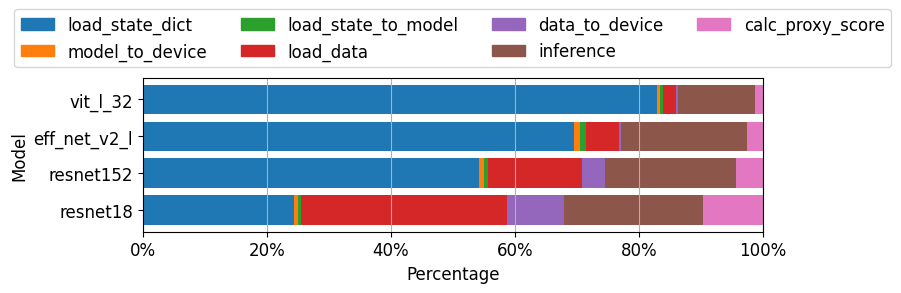 load_state_dict load_state_to_model data_to_device calc_proxy_score
model_to_device load_data inference
vit_l_32
eff_net_v2_l
resnet152
resnet18
Model
0% 20% 40% 60% 80% 100%
Percentage